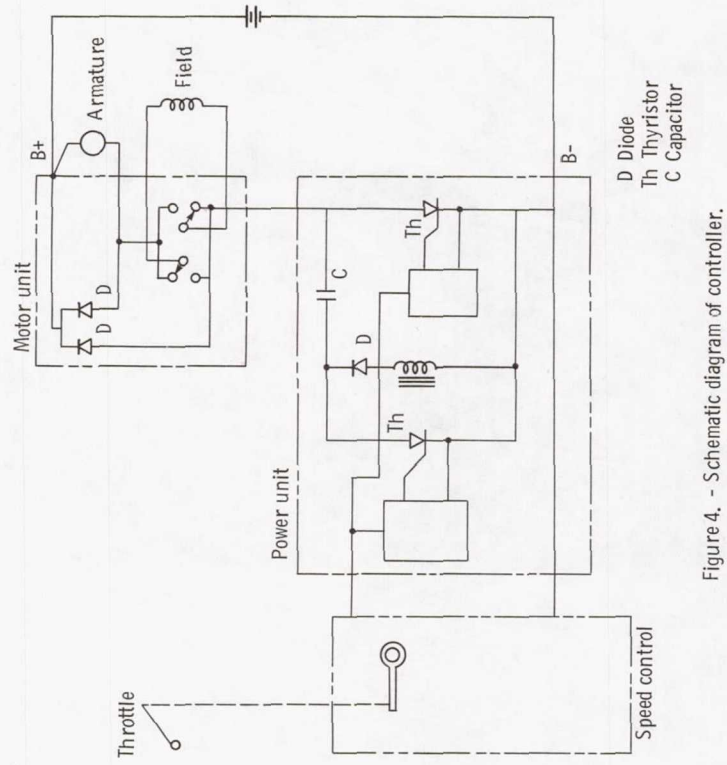 Motor unit
B+
Armature
Field
D
D
Power unit
Th
D
C
Th
B-
Throttle
Speed control
D Diode
Th Thyristor
C Capacitor
Figure 4. - Schematic diagram of controller.